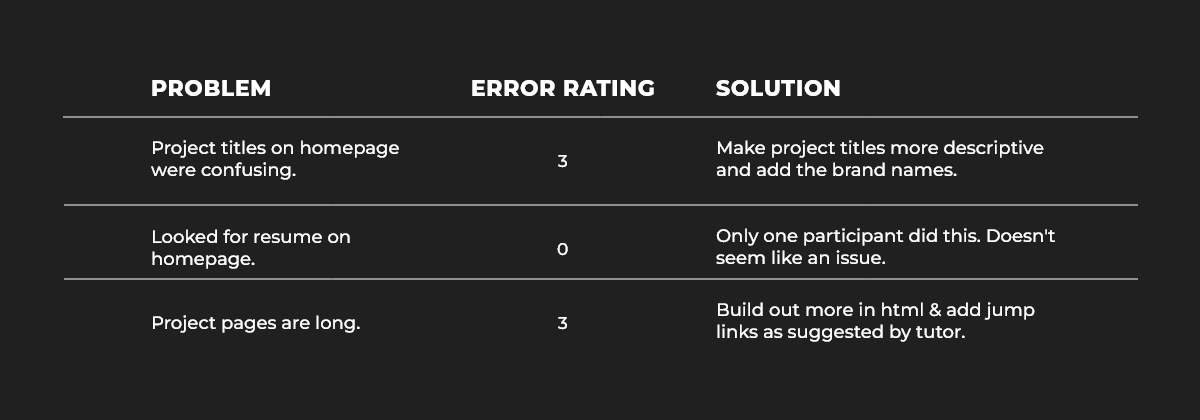 PROBLEM ERROR RATING SOLUTION
Project titles on homepage
were confusing.
3
Make project titles more descriptive
and add the brand names.
Looked for resume on
homepage.
0
Only one participant did this. Doesn't
seem like an issue.
Project pages are long.
3
Build out more in html & add jump
links as suggested by tutor.